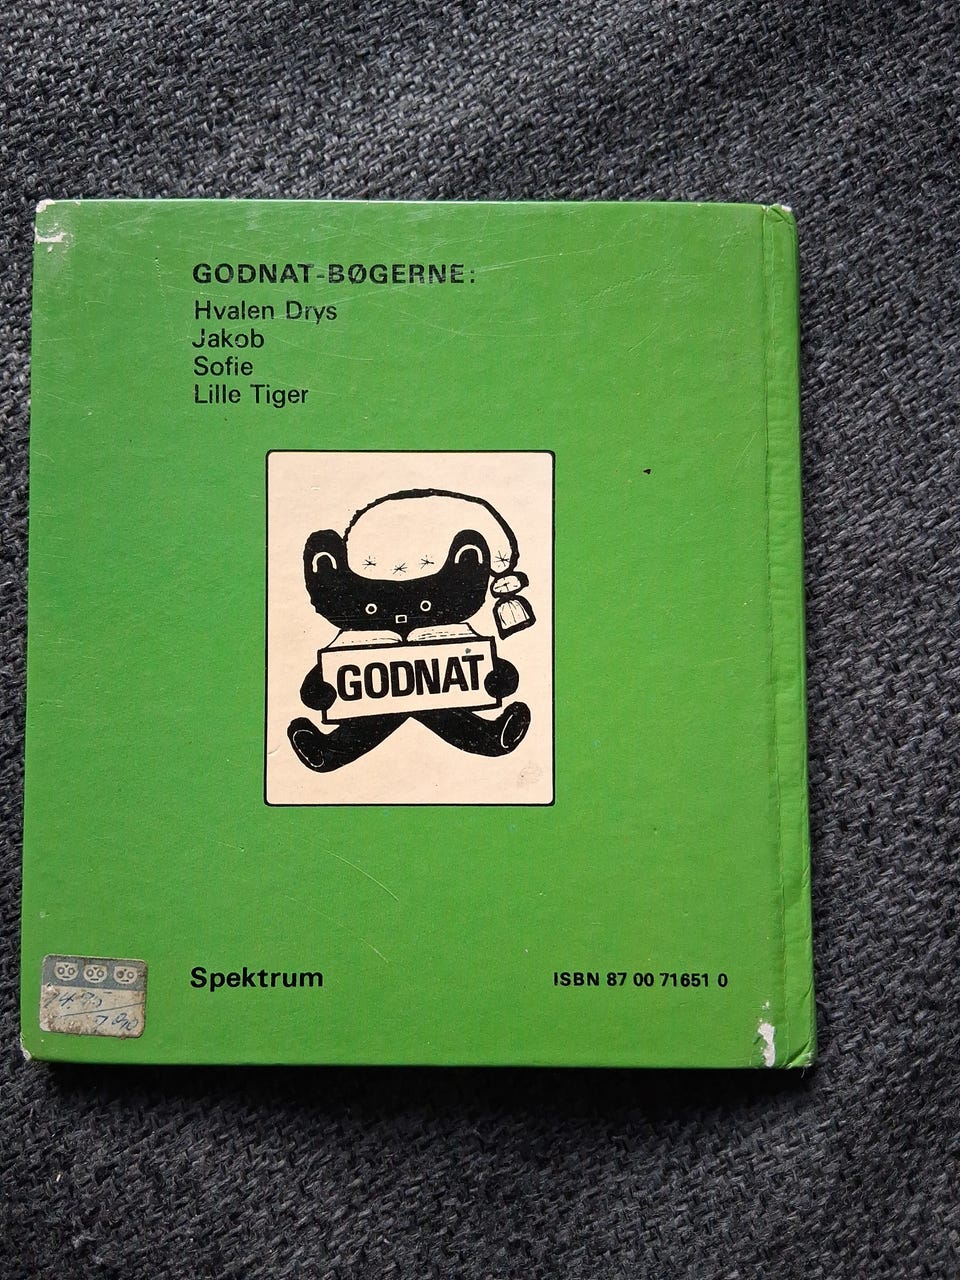 GODNAT-BØGERNE:
Hvalen Drys
Jakob
Sofie
Lille Tiger
GODNAT
Spektrum
ISBN 87 00 71651 0